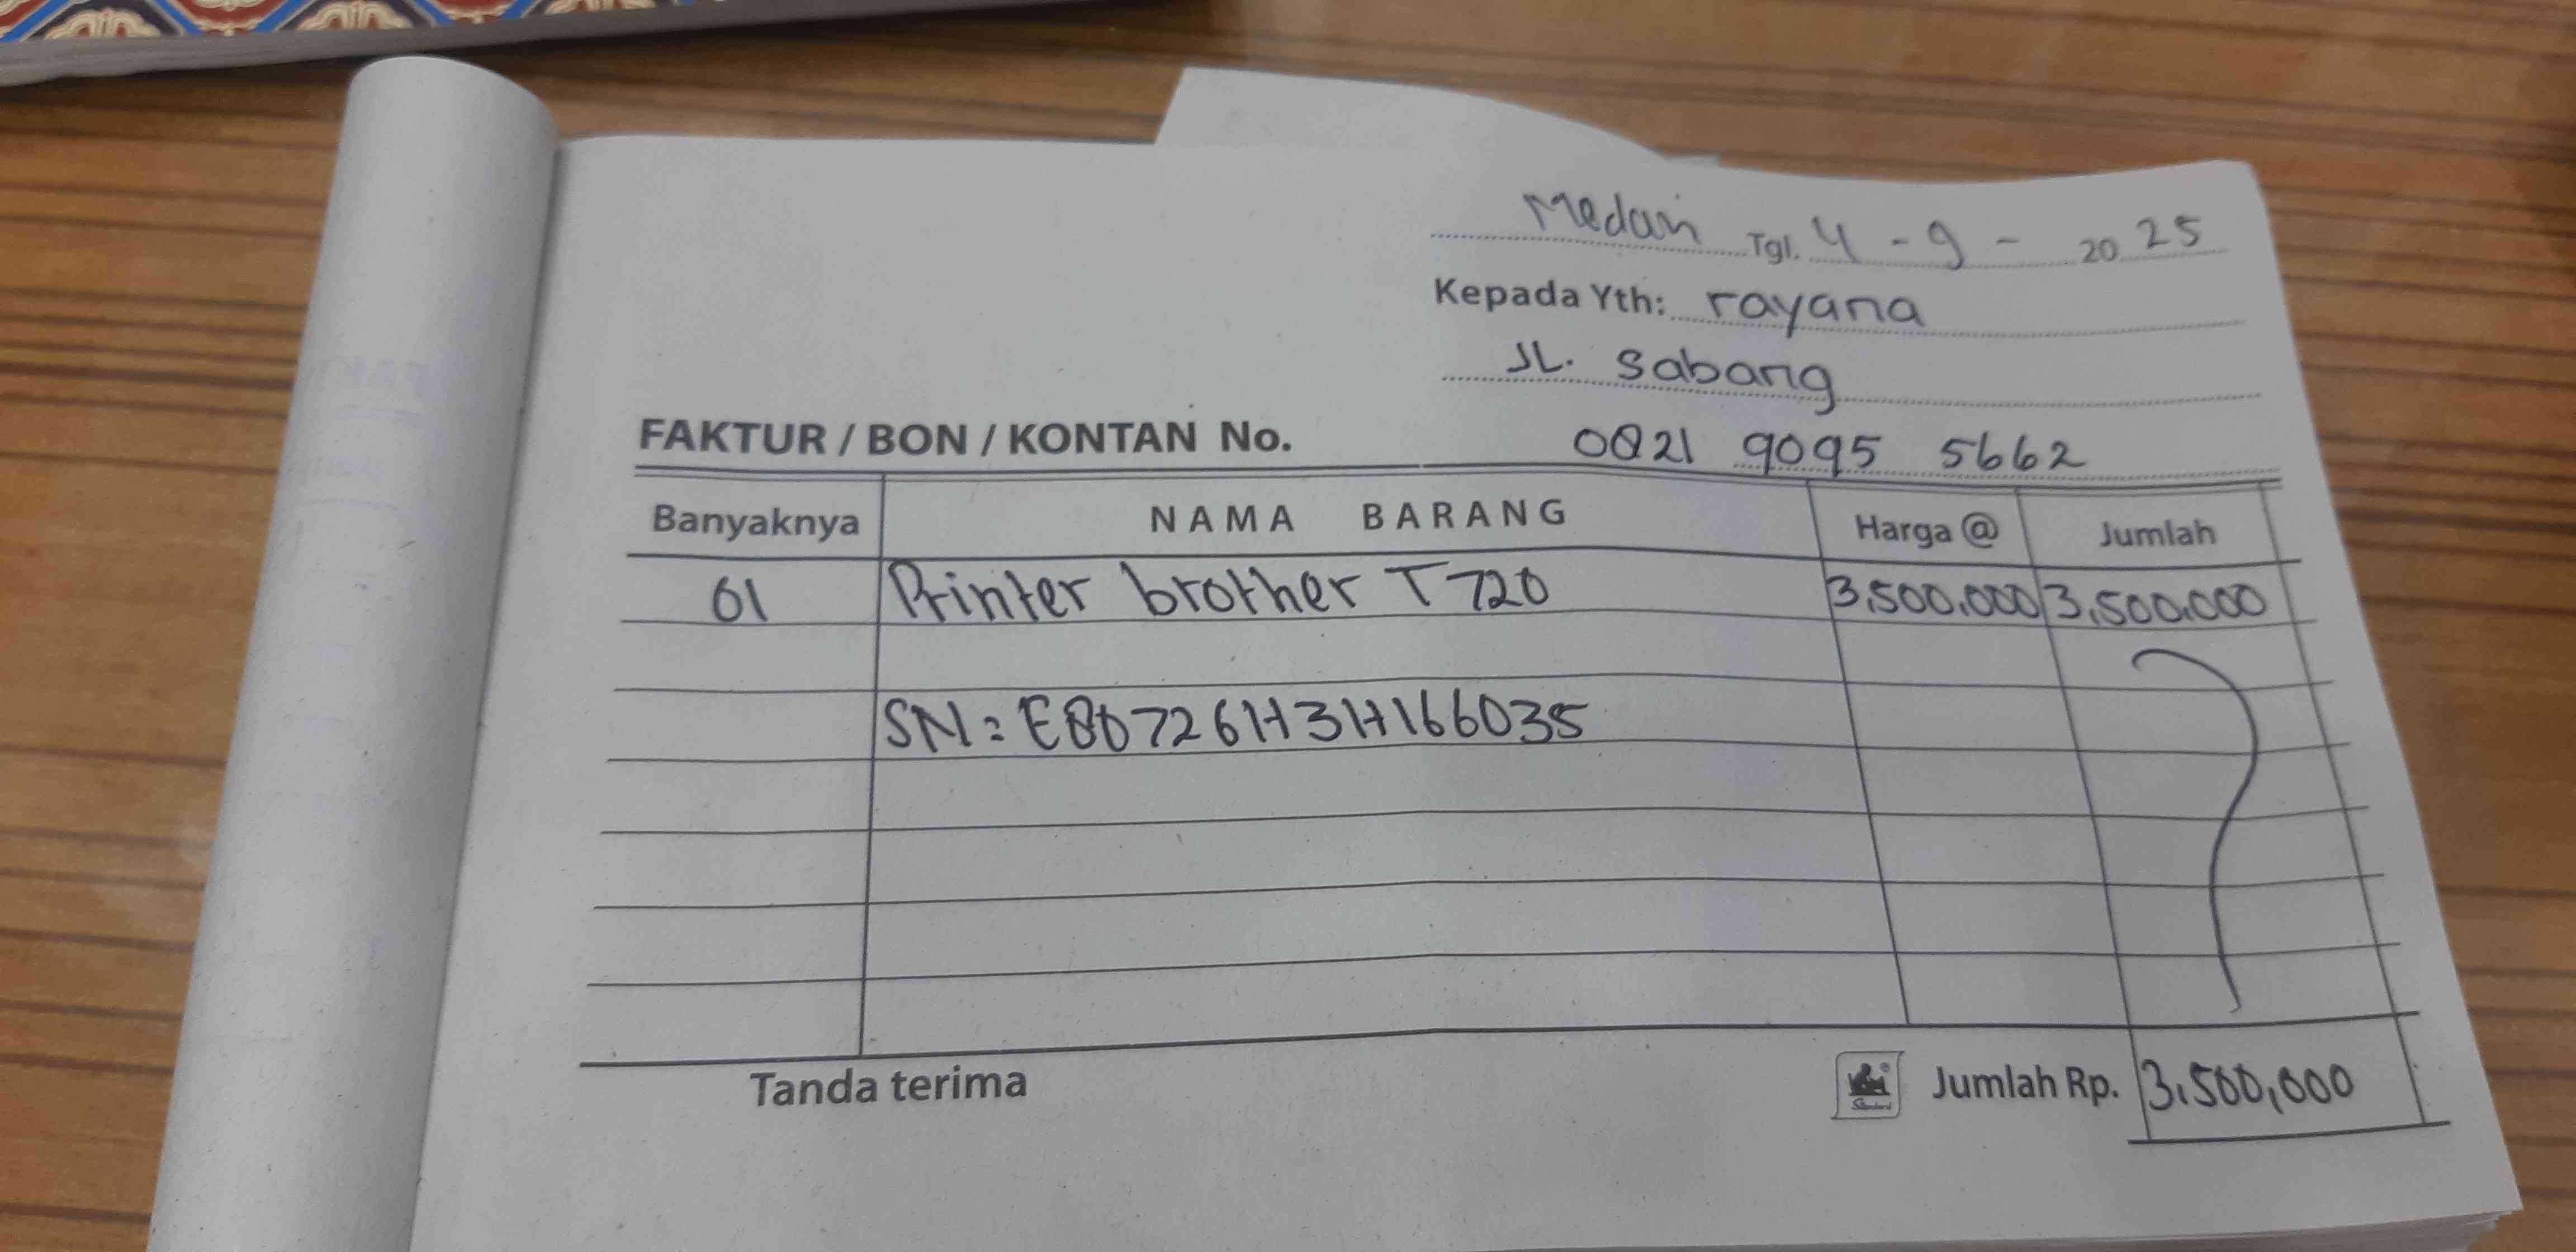 Medan Tgl. 4 - 9 - 20 25
Kepada Yth: rayana
JL. Sabang
FAKTUR / BON / KONTAN No.
0821 9095 5662
Banyaknya NAMA BARANG Harga @ Jumlah
01 Printer brother T 720 3,500,000 3,500,000
SN: E80726H3H166035
Tanda terima
Standard
Jumlah Rp. 3,500,000